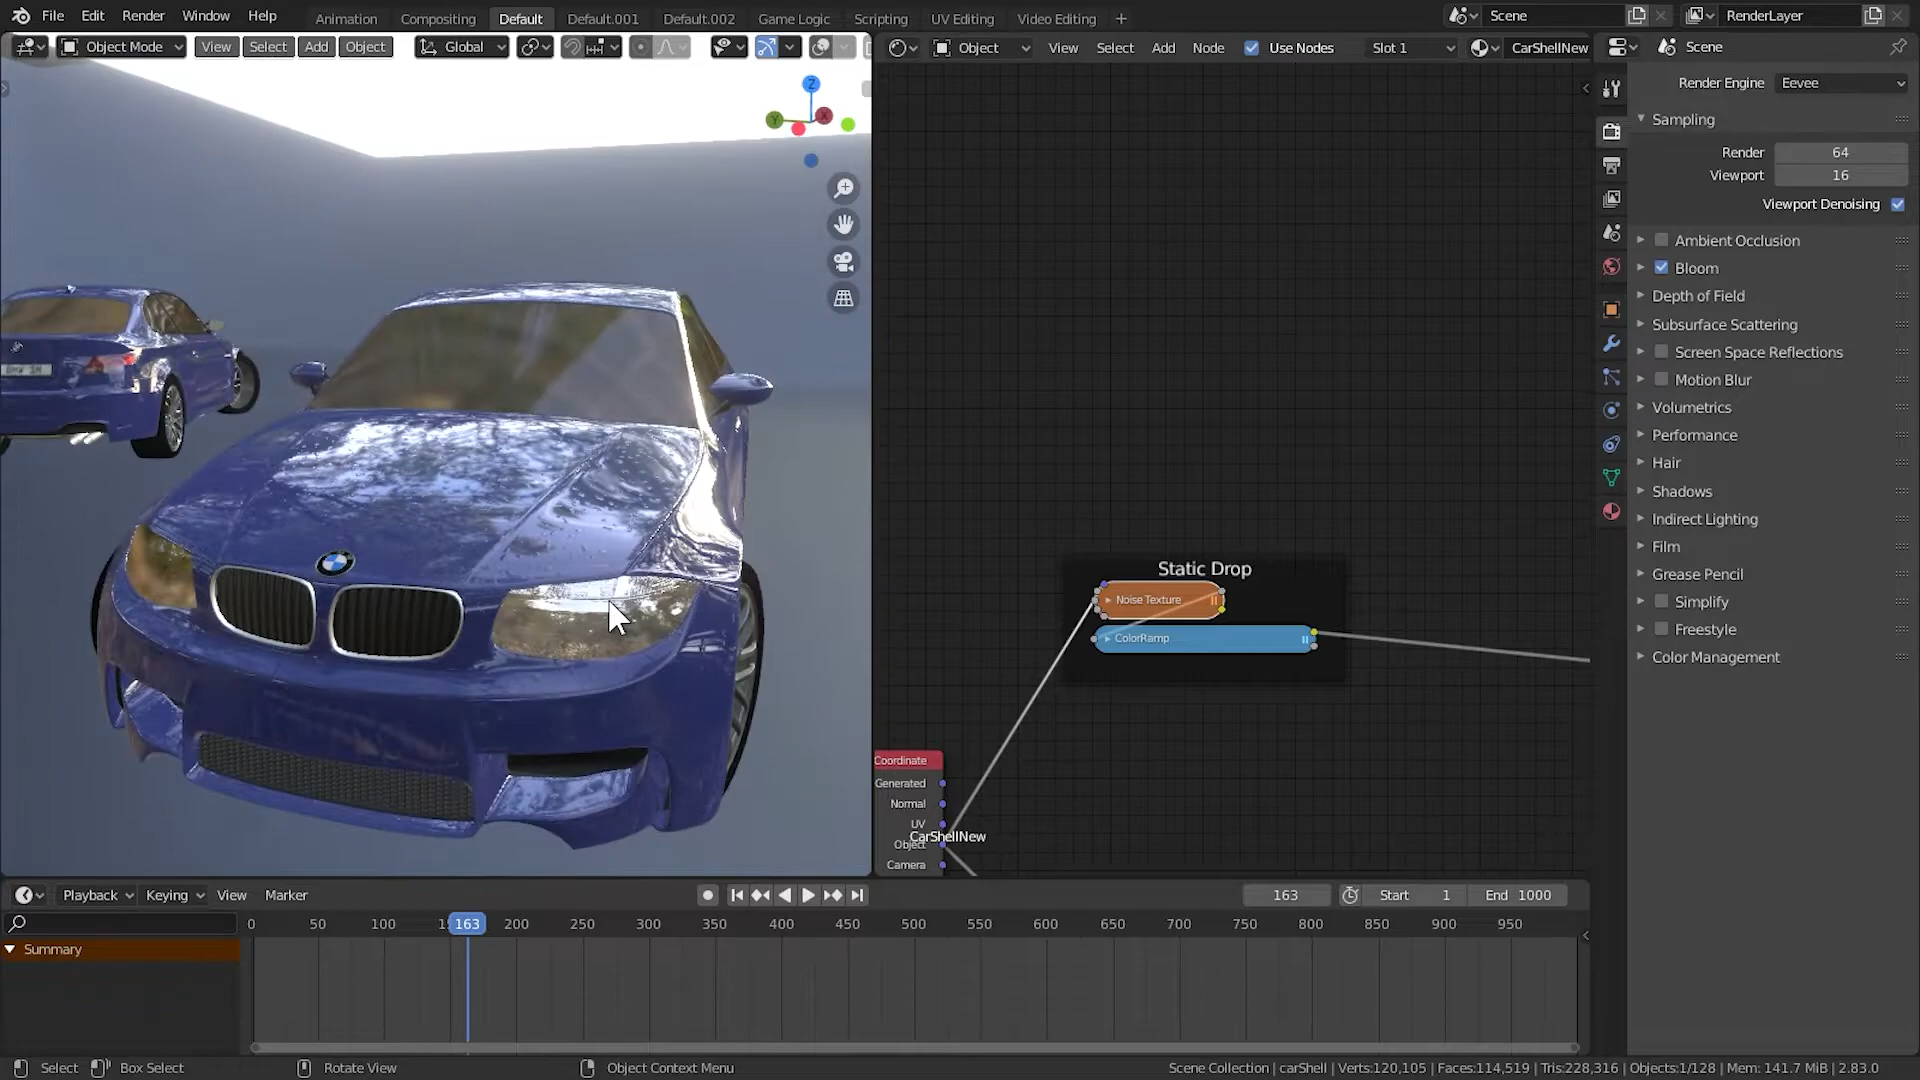 File Edit Render Window Help Animation Compositing Default Default.001 Default.002 Game Logic Scripting UV Editing Video Editing + Scene RenderLayer
Object Mode View Select Add Object Global
Object View Select Add Node Use Nodes Slot 1 CarShellNew
Scene
Z
Y
X
Render Engine Eevee
Sampling
Render 64
Viewport 16
Viewport Denoising
Ambient Occlusion
Bloom
Depth of Field
Subsurface Scattering
Screen Space Reflections
Motion Blur
Volumetrics
Performance
Hair
Shadows
Indirect Lighting
Film
Grease Pencil
Simplify
Freestyle
Color Management
Static Drop
Noise Texture
ColorRamp
Coordinate
Generated
Normal
UV
CarShellNew
Object
Camera
Playback Keying View Marker 163 Start 1 End 1000
0 50 100 163 200 250 300 350 400 450 500 550 600 650 700 750 800 850 900 950
Summary
Select Box Select Rotate View Object Context Menu Scene Collection | carShell | Verts:120,105 | Faces:114,519 | Tris:228,316 | Objects:1/128 | Mem: 141.7 MiB | 2.83.0